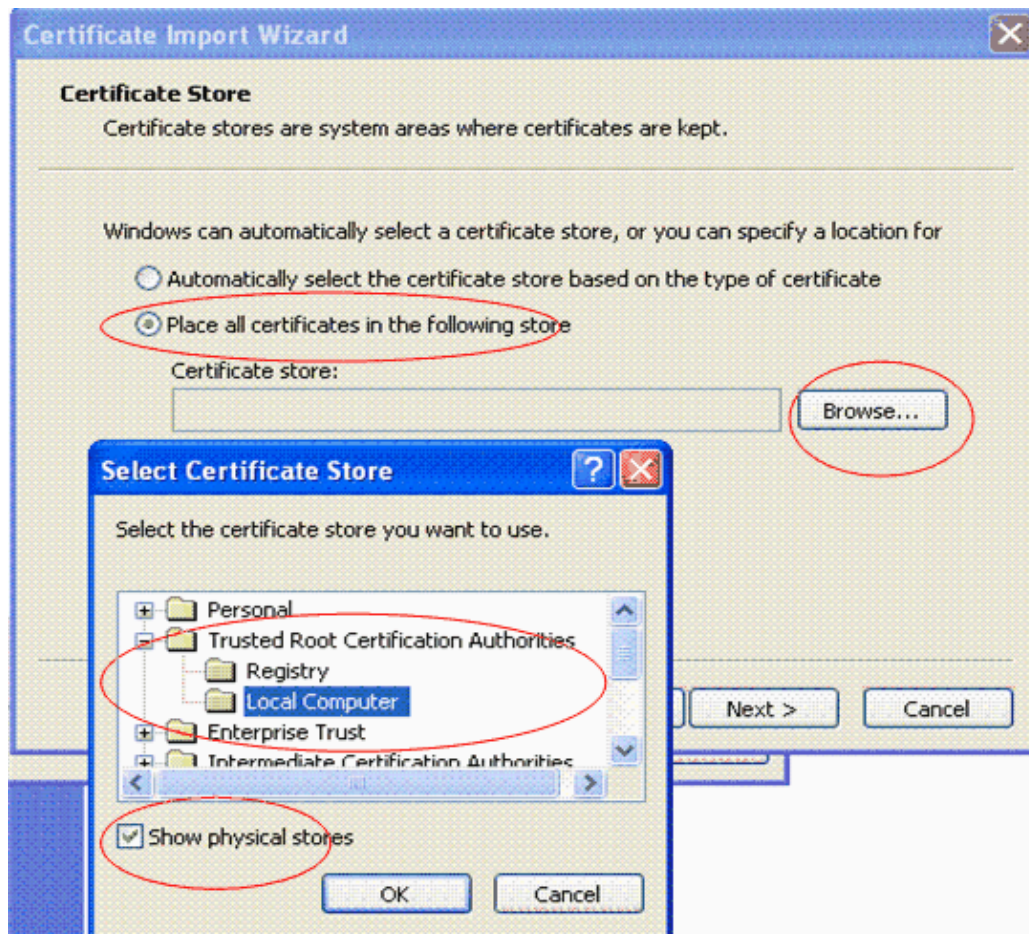 Certificate Import Wizard
Certificate Store
Certificate stores are system areas where certificates are kept.
Windows can automatically select a certificate store, or you can specify a location for
Automatically select the certificate store based on the type of certificate
Place all certificates in the following store
Certificate store:
Browse...
Select Certificate Store
Select the certificate store you want to use.
Personal
Trusted Root Certification Authorities
Registry
Local Computer
Enterprise Trust
Intermediate Certification Authorities
Next >
Cancel
Show physical stores
OK
Cancel